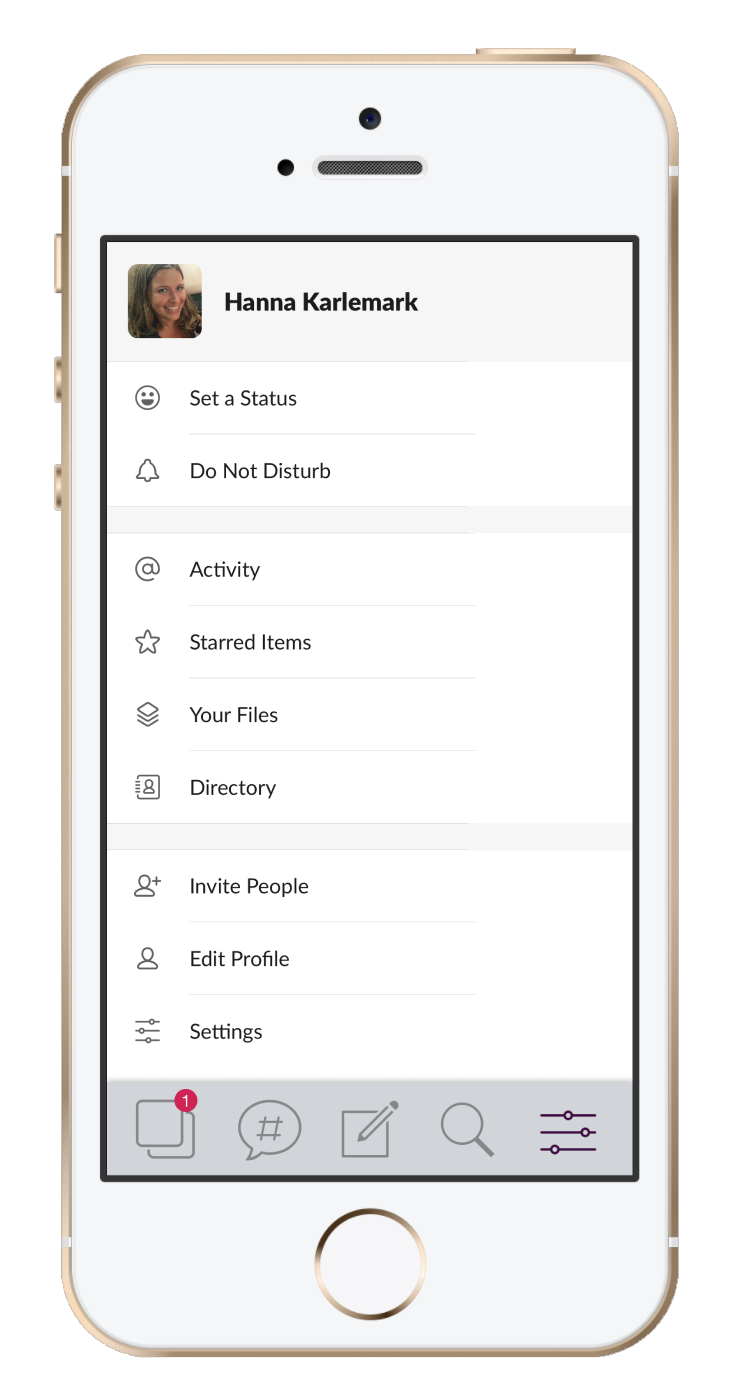 Hanna Karlemark
Set a Status
Do Not Disturb
Activity
Starred Items
Your Files
Directory
Invite People
Edit Profile
Settings
1
#